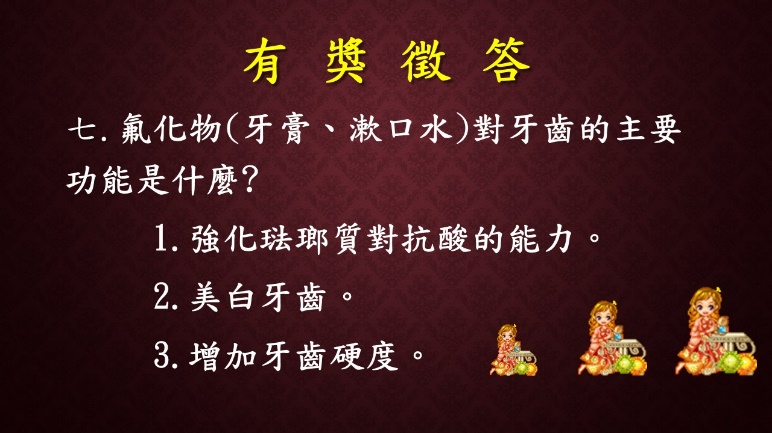 有獎徵答
七.氟化物(牙膏、漱口水)對牙齒的主要
功能是什麼?
1.強化琺瑯質對抗酸的能力。
2.美白牙齒。
3.增加牙齒硬度。